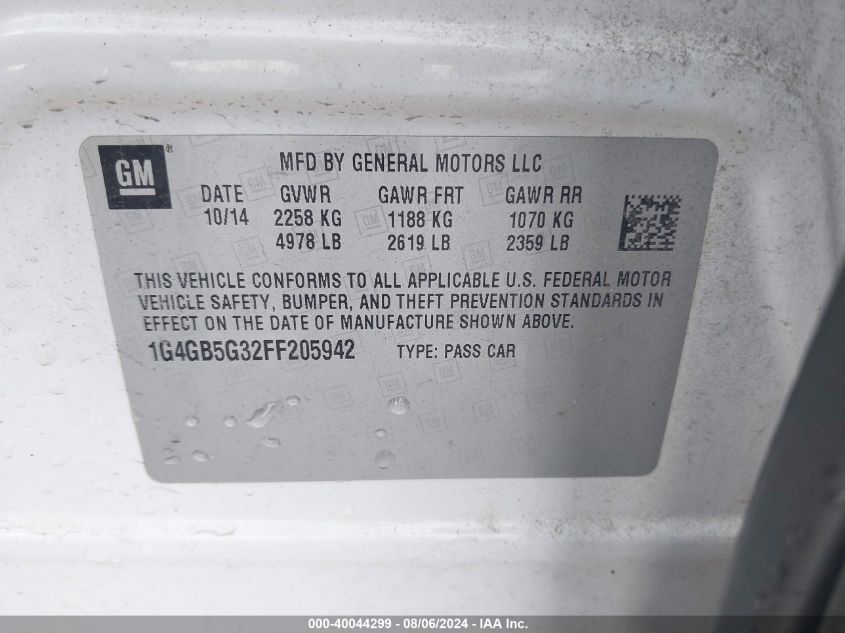 GM ®
MFD BY GENERAL MOTORS LLC
DATE GVWR GAWR FRT GAWR RR
10/14 2258 KG 1188 KG 1070 KG
4978 LB 2619 LB 2359 LB
THIS VEHICLE CONFORMS TO ALL APPLICABLE U.S. FEDERAL MOTOR
VEHICLE SAFETY, BUMPER, AND THEFT PREVENTION STANDARDS IN
EFFECT ON THE DATE OF MANUFACTURE SHOWN ABOVE.
1G4GB5G32FF205942 TYPE: PASS CAR
000-40044299 - 08/06/2024 - IAA Inc.